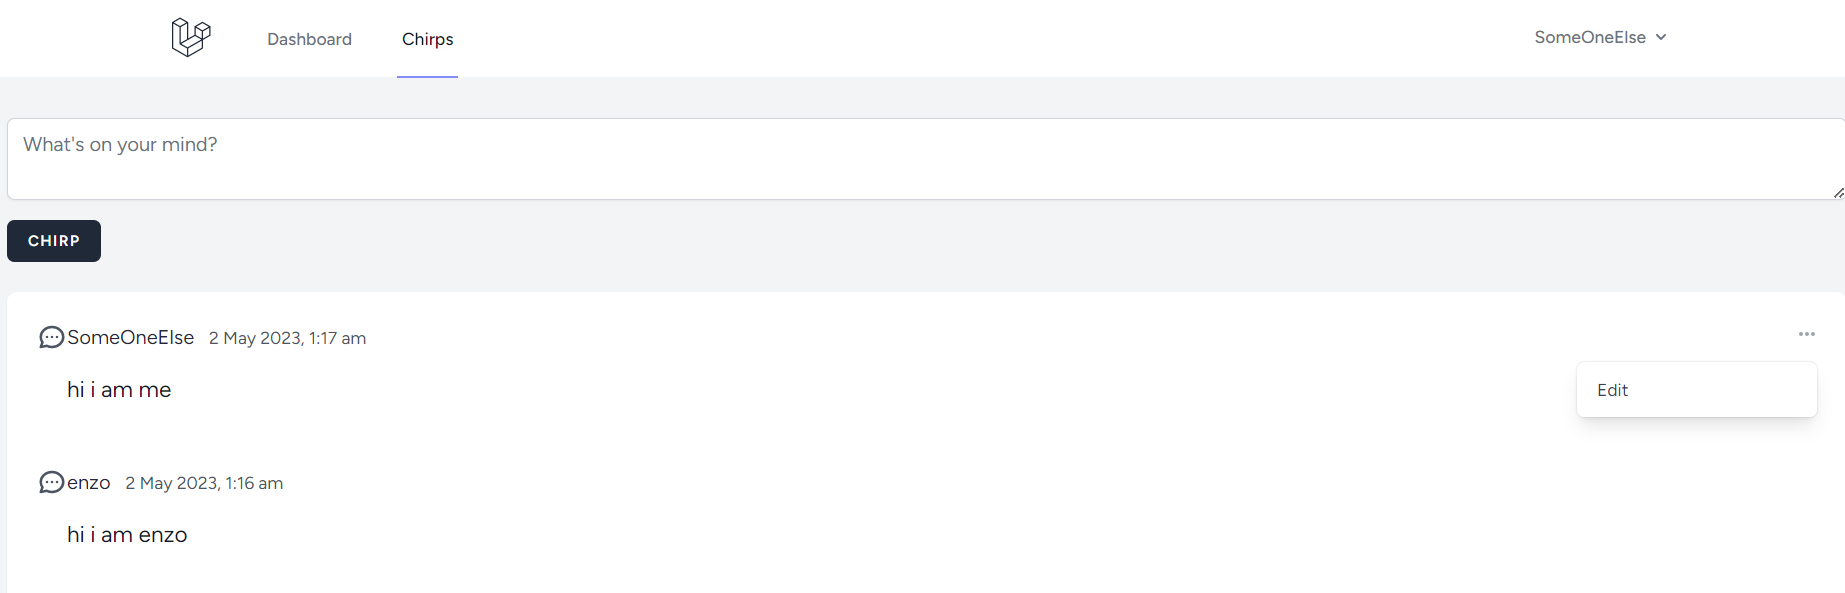 Dashboard Chirps SomeOneElse
What's on your mind?
CHIRP
SomeOneElse 2 May 2023, 1:17 am
hi i am me
Edit
enzo 2 May 2023, 1:16 am
hi i am enzo